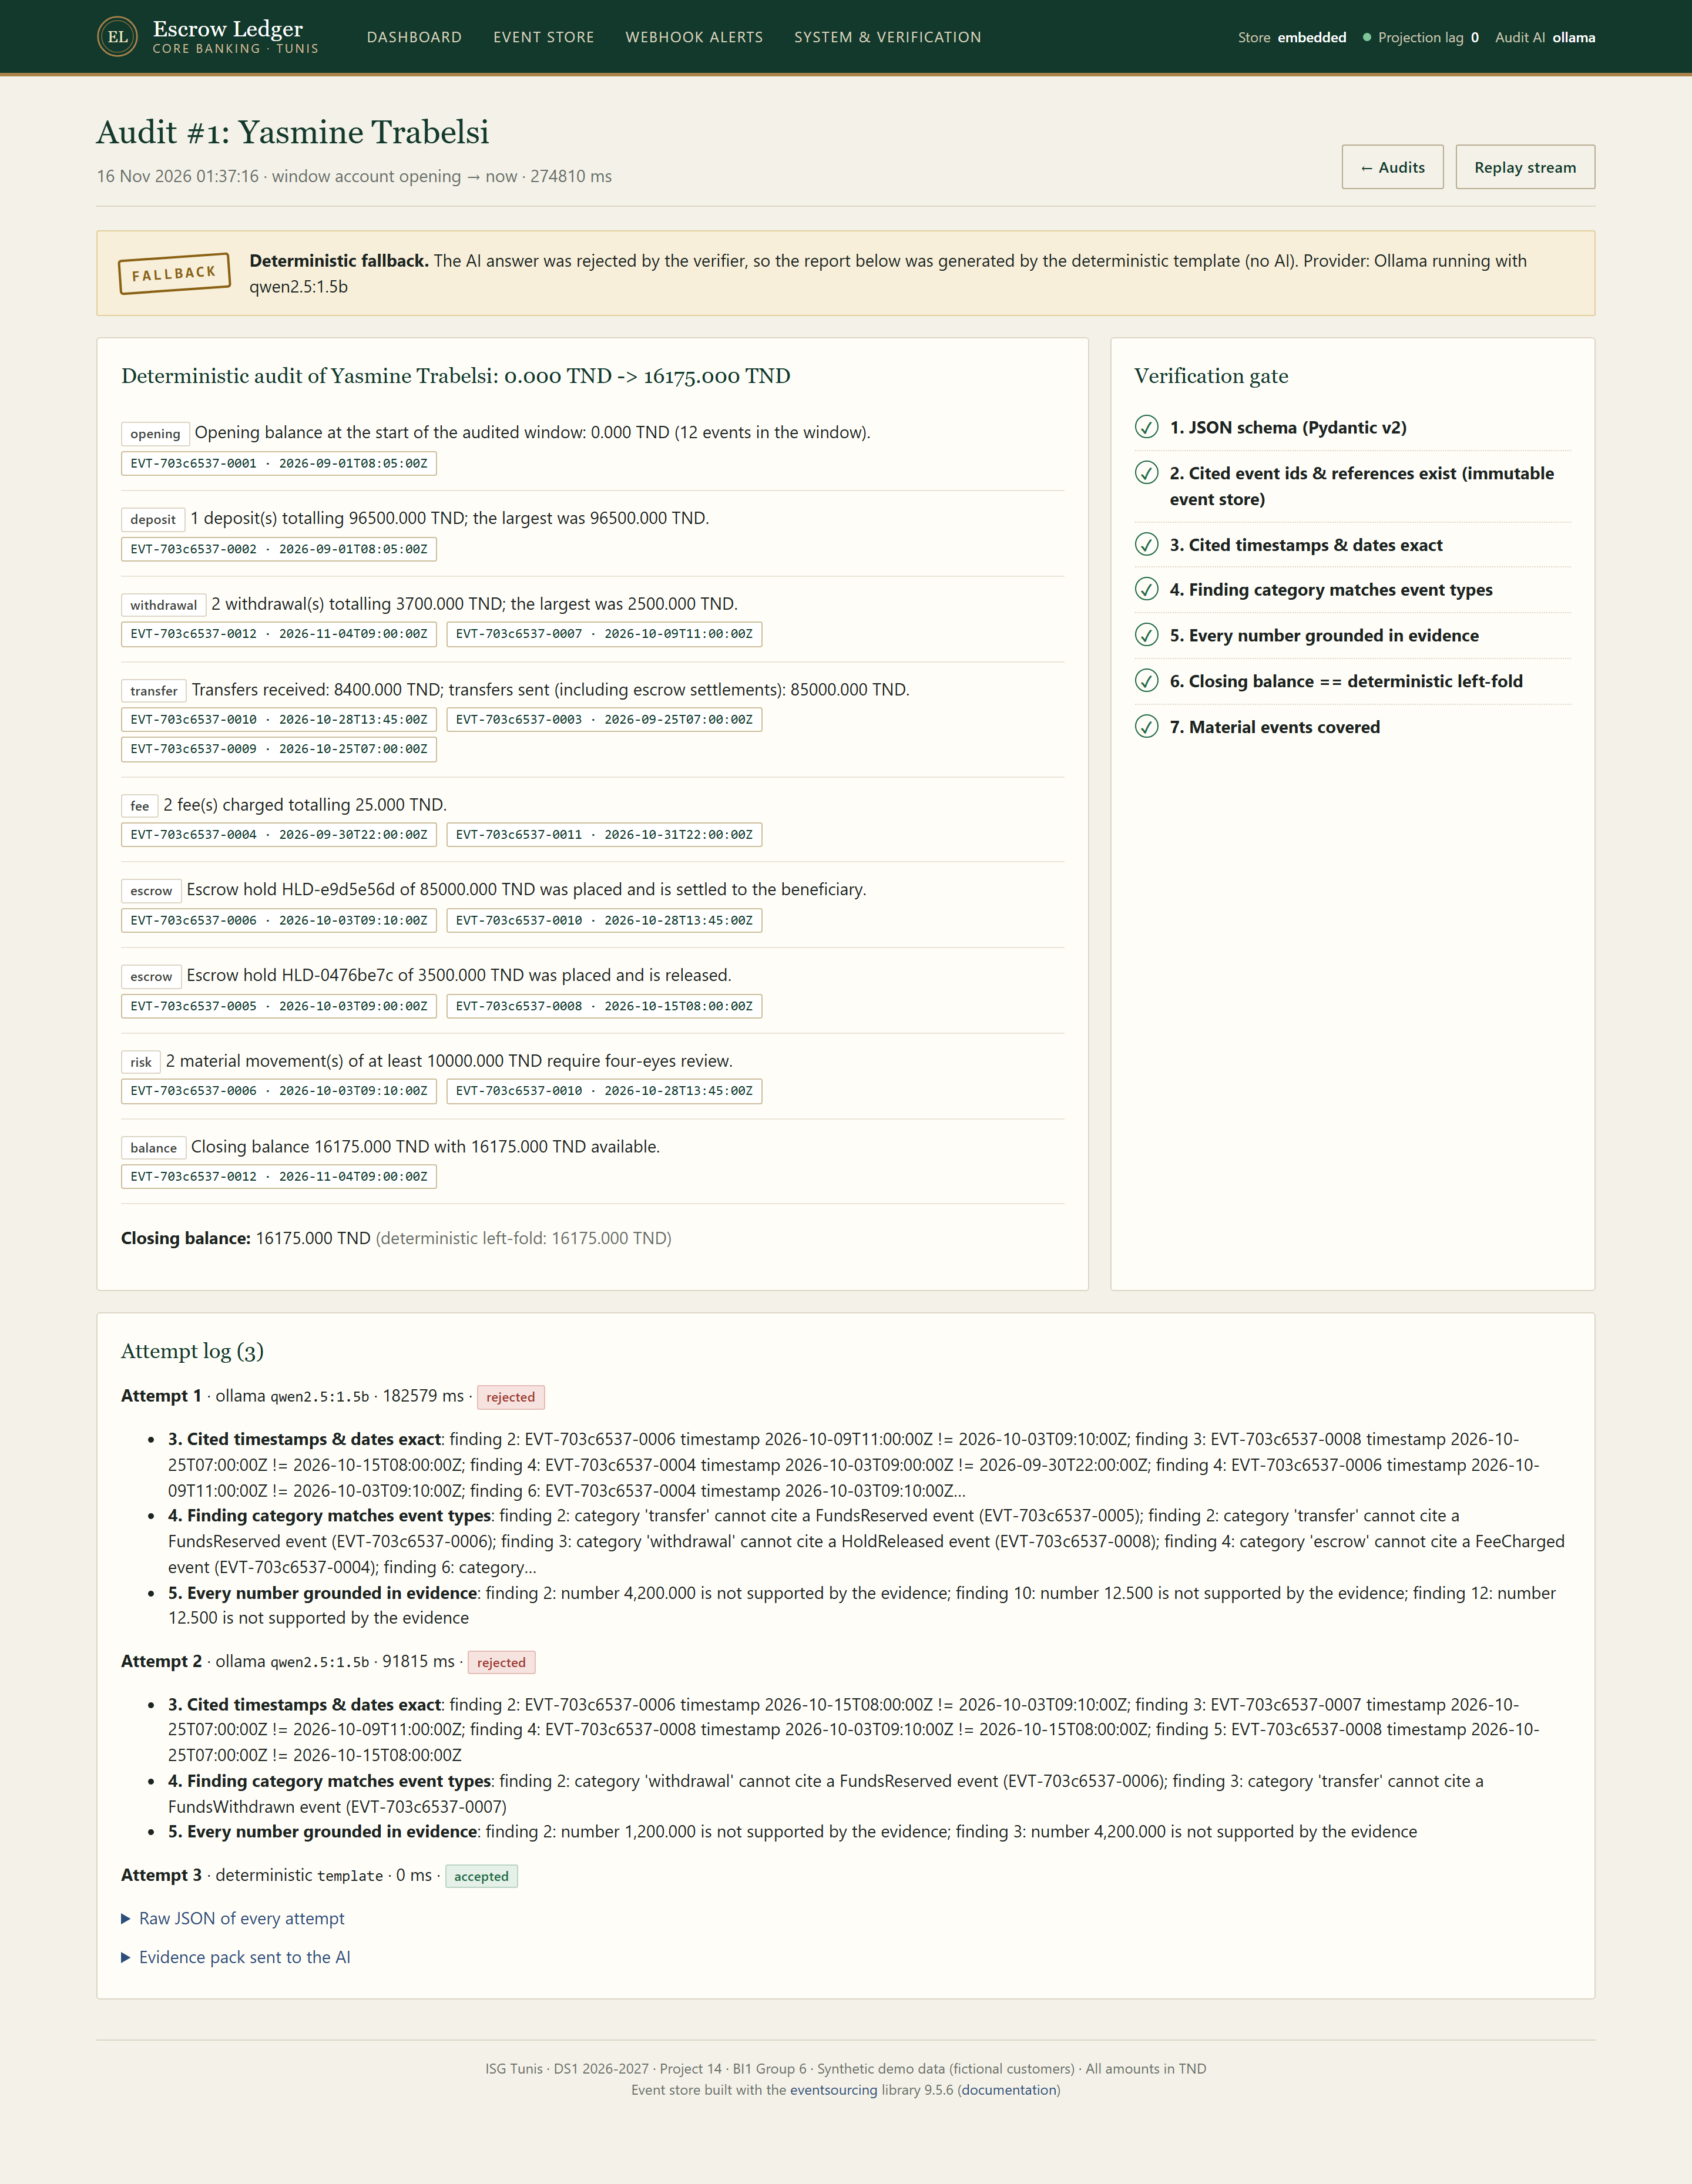 EL
Escrow Ledger
CORE BANKING · TUNIS
DASHBOARD
EVENT STORE
WEBHOOK ALERTS
SYSTEM & VERIFICATION
Store embedded
Projection lag 0
Audit AI ollama
Audit #1: Yasmine Trabelsi
16 Nov 2026 01:37:16 · window account opening → now · 274810 ms
← Audits
Replay stream
FALLBACK
Deterministic fallback. The AI answer was rejected by the verifier, so the report below was generated by the deterministic template (no AI). Provider: Ollama running with
qwen2.5:1.5b
Deterministic audit of Yasmine Trabelsi: 0.000 TND -> 16175.000 TND
opening Opening balance at the start of the audited window: 0.000 TND (12 events in the window).
EVT-703c6537-0001 · 2026-09-01T08:05:00Z
deposit 1 deposit(s) totalling 96500.000 TND; the largest was 96500.000 TND.
EVT-703c6537-0002 · 2026-09-01T08:05:00Z
withdrawal 2 withdrawal(s) totalling 3700.000 TND; the largest was 2500.000 TND.
EVT-703c6537-0012 · 2026-11-04T09:00:00Z EVT-703c6537-0007 · 2026-10-09T11:00:00Z
transfer Transfers received: 8400.000 TND; transfers sent (including escrow settlements): 85000.000 TND.
EVT-703c6537-0010 · 2026-10-28T13:45:00Z EVT-703c6537-0003 · 2026-09-25T07:00:00Z
EVT-703c6537-0009 · 2026-10-25T07:00:00Z
fee 2 fee(s) charged totalling 25.000 TND.
EVT-703c6537-0004 · 2026-09-30T22:00:00Z EVT-703c6537-0011 · 2026-10-31T22:00:00Z
escrow Escrow hold HLD-e9d5e56d of 85000.000 TND was placed and is settled to the beneficiary.
EVT-703c6537-0006 · 2026-10-03T09:10:00Z EVT-703c6537-0010 · 2026-10-28T13:45:00Z
escrow Escrow hold HLD-0476be7c of 3500.000 TND was placed and is released.
EVT-703c6537-0005 · 2026-10-03T09:00:00Z EVT-703c6537-0008 · 2026-10-15T08:00:00Z
risk 2 material movement(s) of at least 10000.000 TND require four-eyes review.
EVT-703c6537-0006 · 2026-10-03T09:10:00Z EVT-703c6537-0010 · 2026-10-28T13:45:00Z
balance Closing balance 16175.000 TND with 16175.000 TND available.
EVT-703c6537-0012 · 2026-11-04T09:00:00Z
Closing balance: 16175.000 TND (deterministic left-fold: 16175.000 TND)
Verification gate
1. JSON schema (Pydantic v2)
2. Cited event ids & references exist (immutable
event store)
3. Cited timestamps & dates exact
4. Finding category matches event types
5. Every number grounded in evidence
6. Closing balance == deterministic left-fold
7. Material events covered
Attempt log (3)
Attempt 1 · ollama qwen2.5:1.5b · 182579 ms · rejected
• 3. Cited timestamps & dates exact: finding 2: EVT-703c6537-0006 timestamp 2026-10-09T11:00:00Z != 2026-10-03T09:10:00Z; finding 3: EVT-703c6537-0008 timestamp 2026-10-
25T07:00:00Z != 2026-10-15T08:00:00Z; finding 4: EVT-703c6537-0004 timestamp 2026-10-03T09:00:00Z != 2026-09-30T22:00:00Z; finding 4: EVT-703c6537-0006 timestamp 2026-10-
09T11:00:00Z != 2026-10-03T09:10:00Z; finding 6: EVT-703c6537-0004 timestamp 2026-10-03T09:10:00Z...
• 4. Finding category matches event types: finding 2: category 'transfer' cannot cite a FundsReserved event (EVT-703c6537-0005); finding 2: category 'transfer' cannot cite a
FundsReserved event (EVT-703c6537-0006); finding 3: category 'withdrawal' cannot cite a HoldReleased event (EVT-703c6537-0008); finding 4: category 'escrow' cannot cite a FeeCharged
event (EVT-703c6537-0004); finding 6: category...
• 5. Every number grounded in evidence: finding 2: number 4,200.000 is not supported by the evidence; finding 10: number 12.500 is not supported by the evidence; finding 12: number
12.500 is not supported by the evidence
Attempt 2 · ollama qwen2.5:1.5b · 91815 ms · rejected
• 3. Cited timestamps & dates exact: finding 2: EVT-703c6537-0006 timestamp 2026-10-15T08:00:00Z != 2026-10-03T09:10:00Z; finding 3: EVT-703c6537-0007 timestamp 2026-10-
25T07:00:00Z != 2026-10-09T11:00:00Z; finding 4: EVT-703c6537-0008 timestamp 2026-10-03T09:10:00Z != 2026-10-15T08:00:00Z; finding 5: EVT-703c6537-0008 timestamp 2026-10-
25T07:00:00Z != 2026-10-15T08:00:00Z
• 4. Finding category matches event types: finding 2: category 'withdrawal' cannot cite a FundsReserved event (EVT-703c6537-0006); finding 3: category 'transfer' cannot cite a
FundsWithdrawn event (EVT-703c6537-0007)
• 5. Every number grounded in evidence: finding 2: number 1,200.000 is not supported by the evidence; finding 3: number 4,200.000 is not supported by the evidence
Attempt 3 · deterministic template · 0 ms · accepted
▶ Raw JSON of every attempt
▶ Evidence pack sent to the AI
ISG Tunis · DS1 2026-2027 · Project 14 · BI1 Group 6 · Synthetic demo data (fictional customers) · All amounts in TND
Event store built with the eventsourcing library 9.5.6 (documentation)